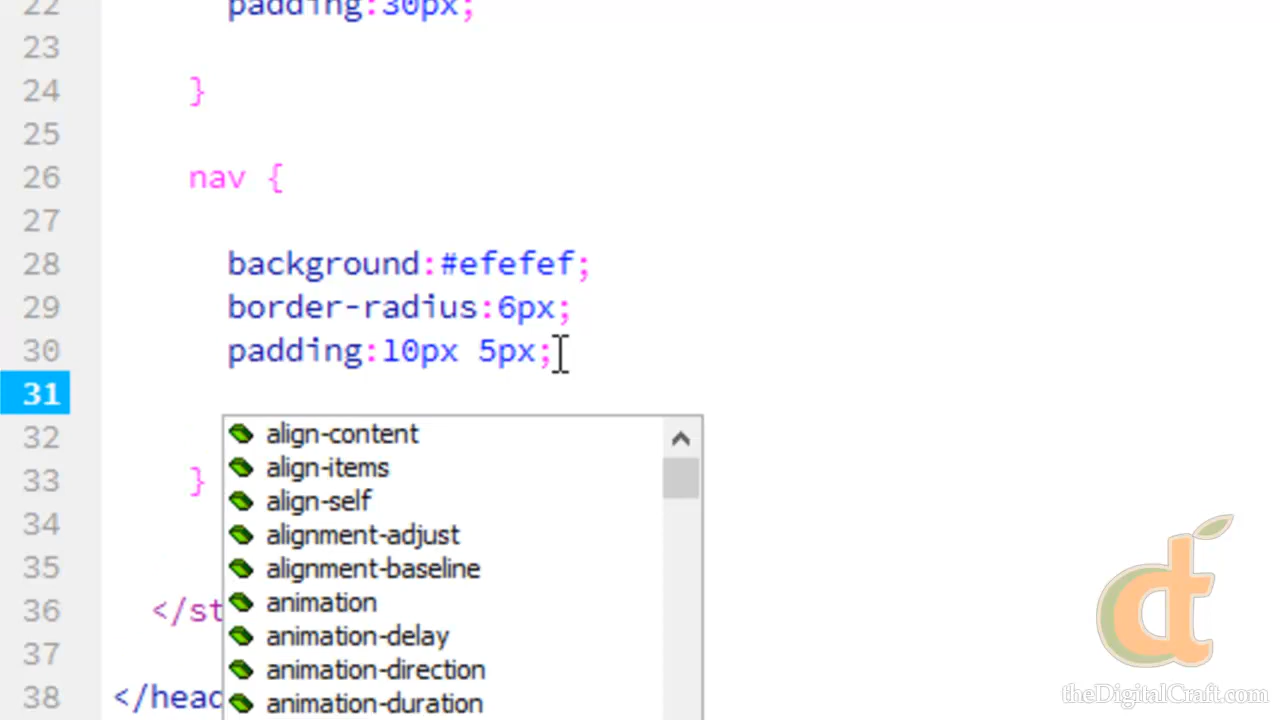 22 padding:30px;
23
24 }
25
26 nav {
27
28 background:#efefef;
29 border-radius:6px;
30 padding:10px 5px;
31
32
33 }
34
35
36 </st
37
38 </head
align-content
align-items
align-self
alignment-adjust
alignment-baseline
animation
animation-delay
animation-direction
animation-duration
theDigitalCraft.com